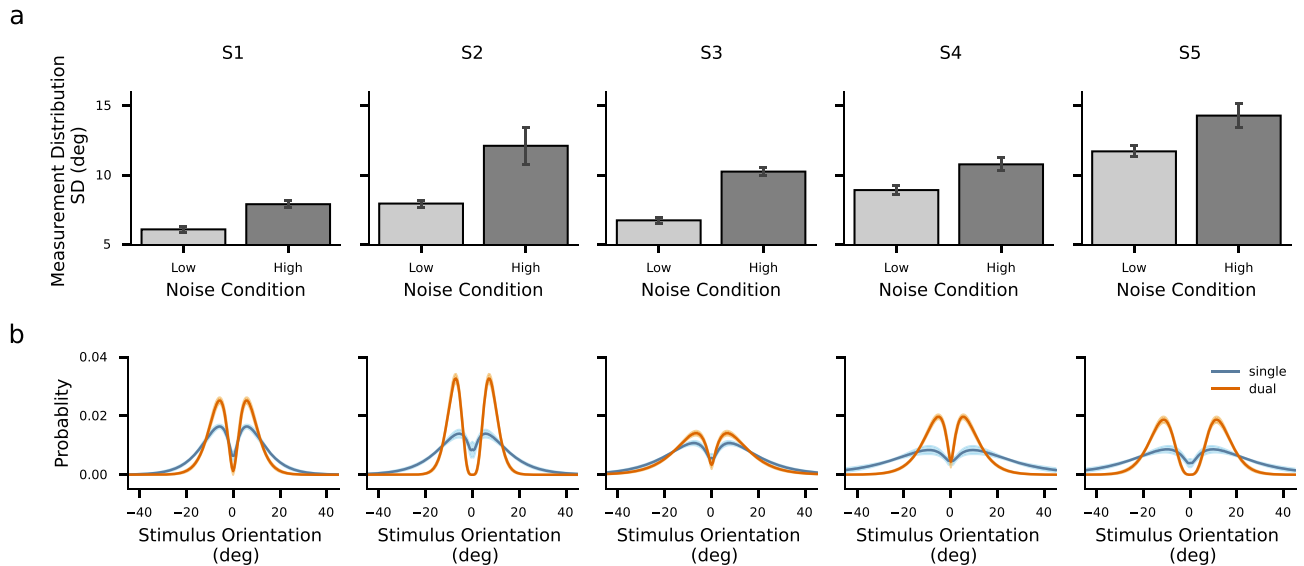 a
S1 S2 S3 S4 S5
Measurement Distribution
SD (deg)
15
10
5
Low High Low High Low High Low High Low High
Noise Condition Noise Condition Noise Condition Noise Condition Noise Condition
b
Probablity
0.04
0.02
0.00
single
dual
−40 −20 0 20 40 −40 −20 0 20 40 −40 −20 0 20 40 −40 −20 0 20 40 −40 −20 0 20 40
Stimulus Orientation Stimulus Orientation Stimulus Orientation Stimulus Orientation Stimulus Orientation
(deg) (deg) (deg) (deg) (deg)